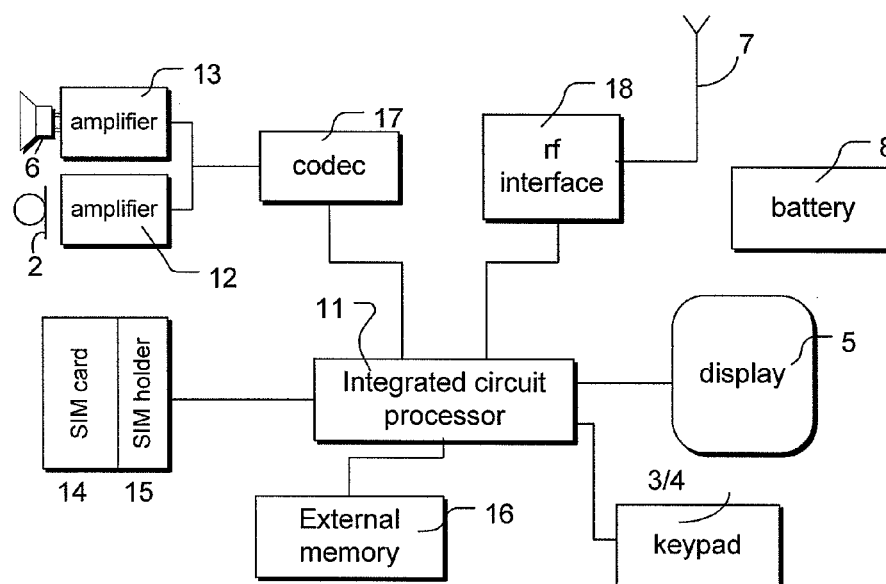 13
amplifier
6
amplifier
2
12
17
codec
18
rf
interface
7
8
battery
11
Integrated circuit
processor
SIM card
SIM holder
14
15
display
5
External
memory
16
3/4
keypad